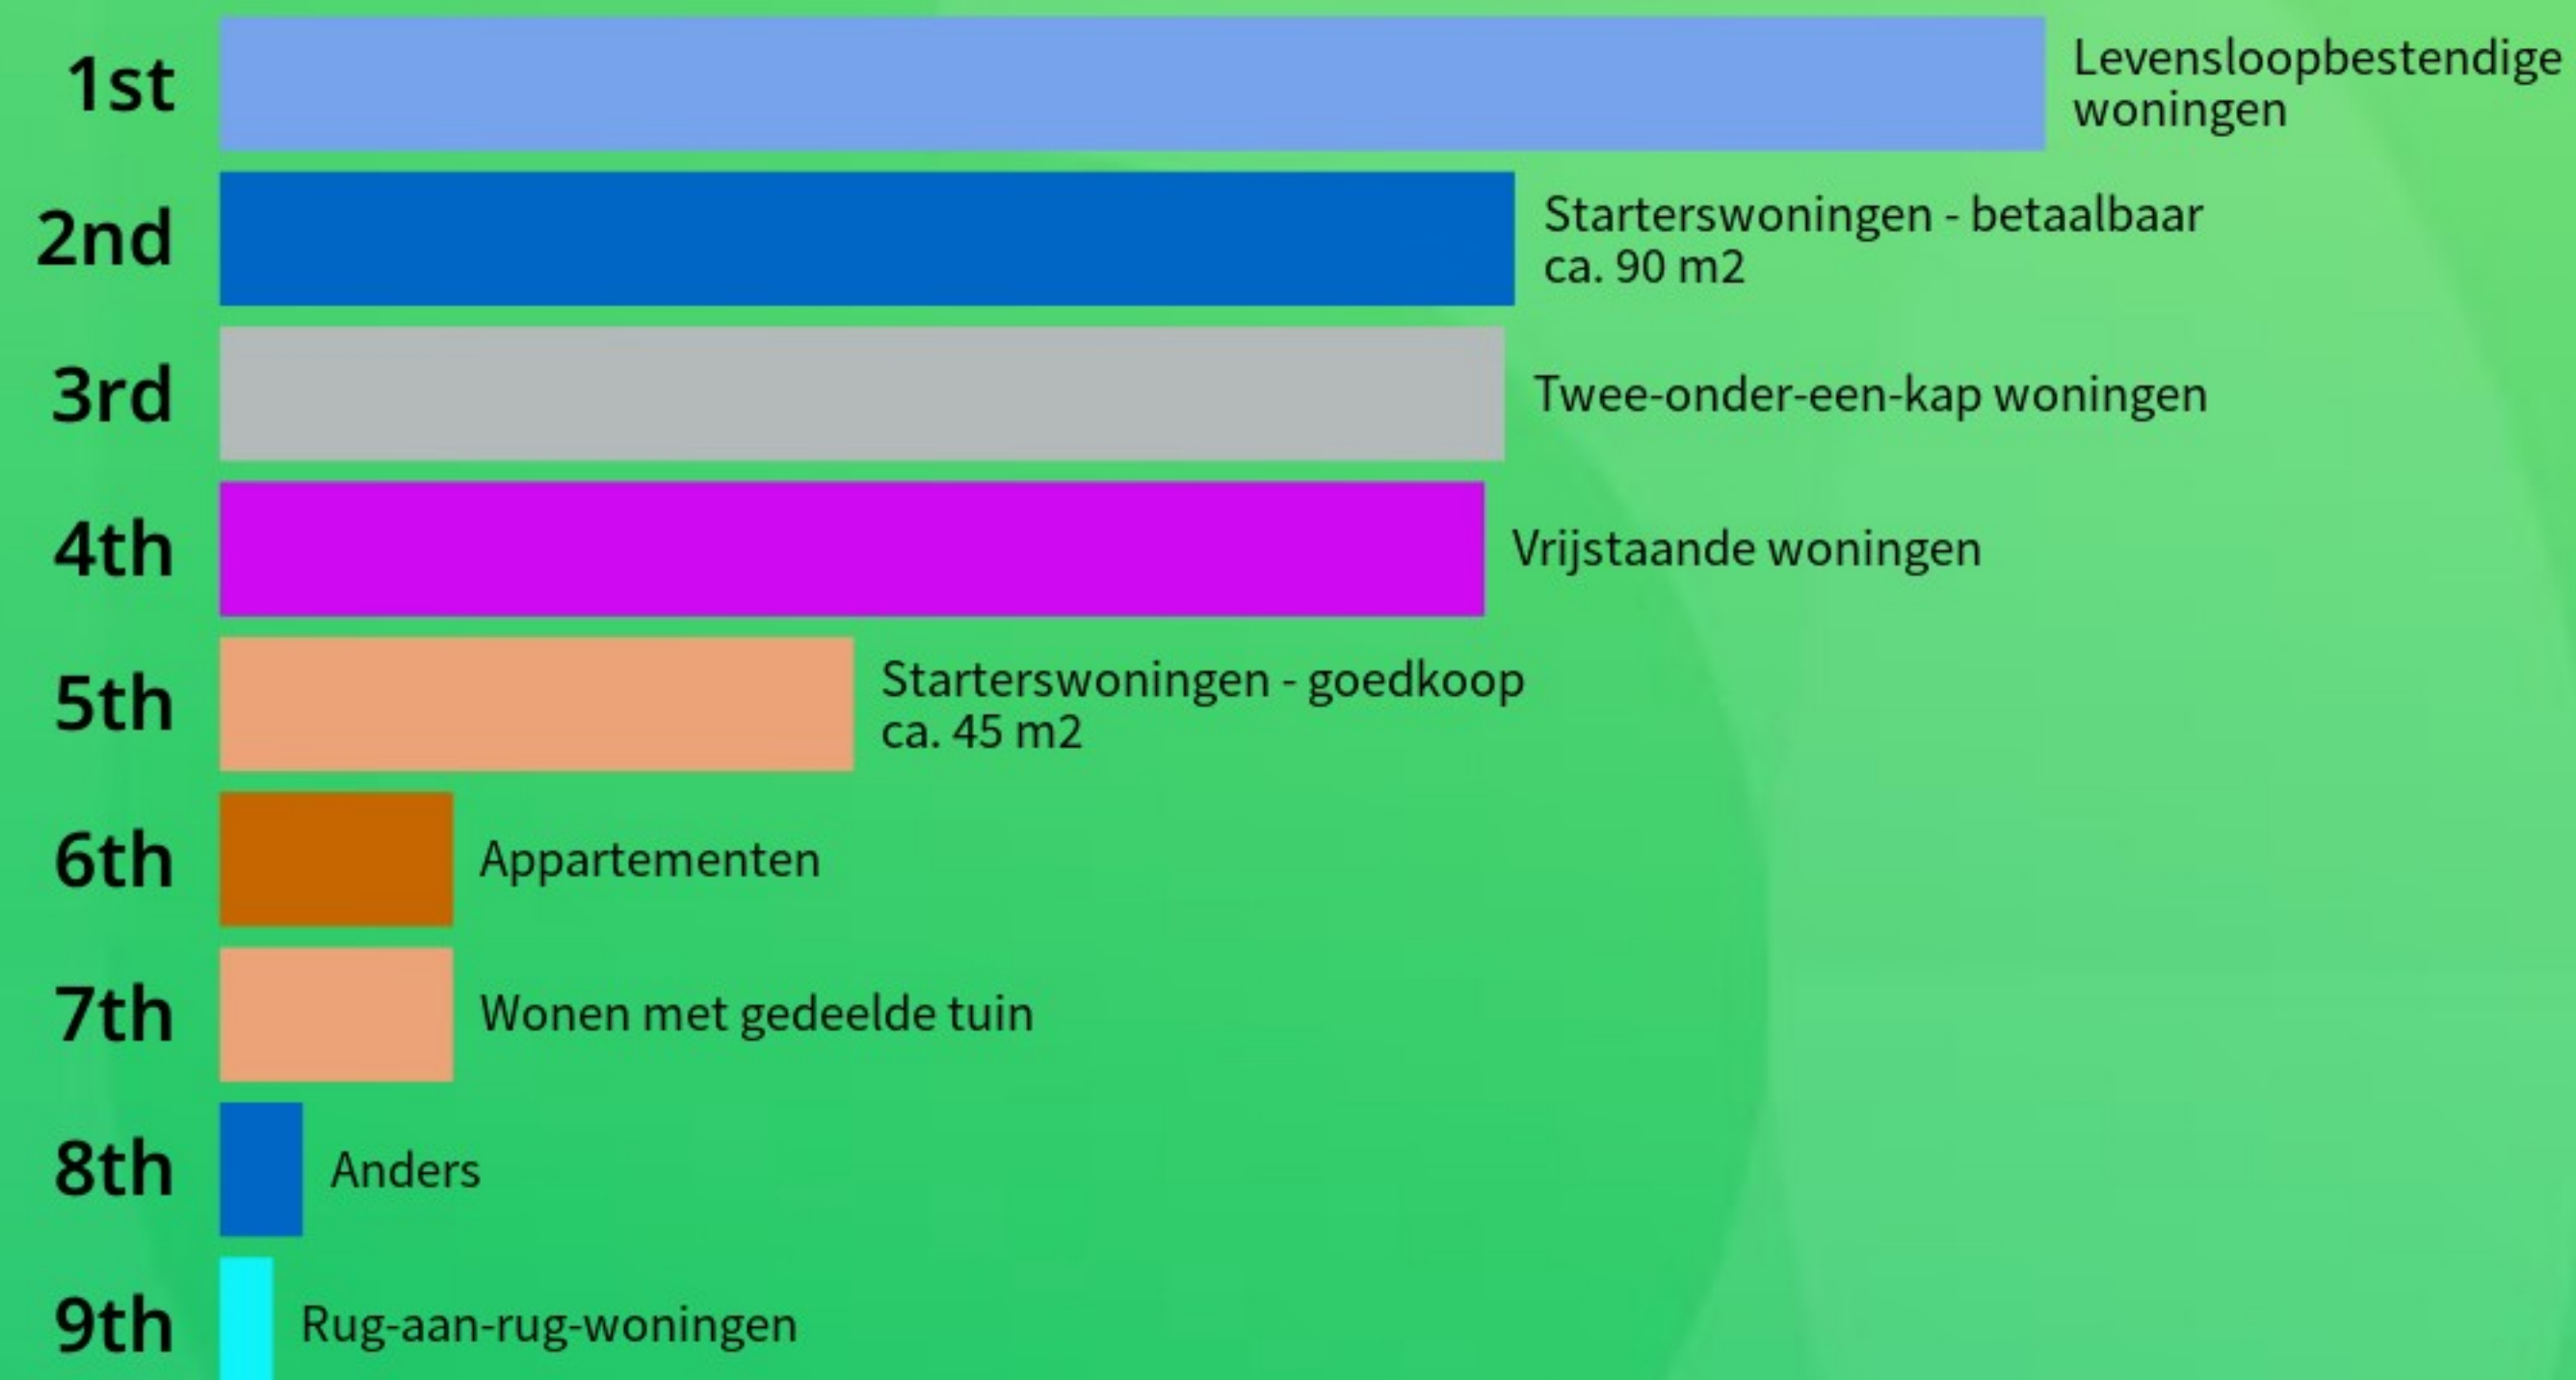 1st
Levensloopbestendige
woningen
2nd
Starterswoningen - betaalbaar
ca. 90 m2
3rd
Twee-onder-een-kap woningen
4th
Vrijstaande woningen
5th
Starterswoningen - goedkoop
ca. 45 m2
6th
Appartementen
7th
Wonen met gedeelde tuin
8th
Anders
9th
Rug-aan-rug-woningen